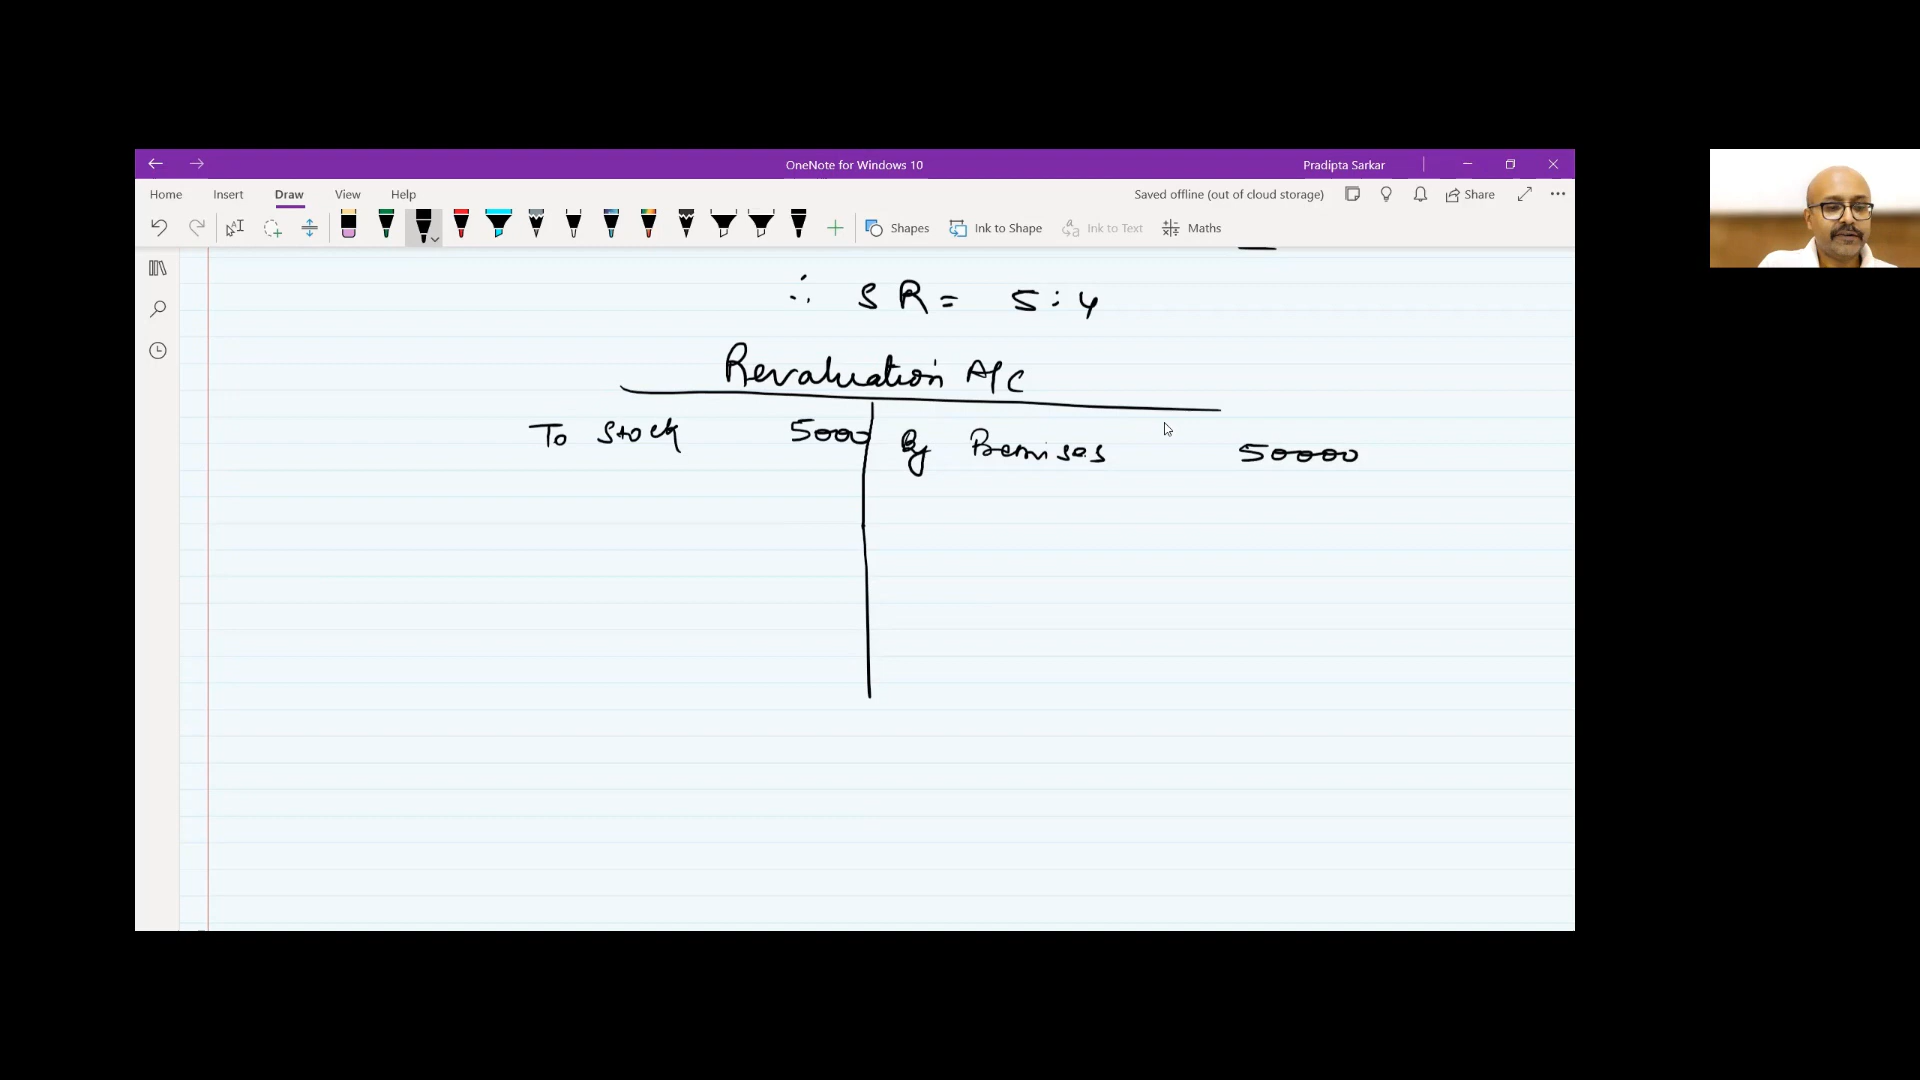 OneNote for Windows 10
Pradipta Sarkar
Home Insert Draw View Help
Saved offline (out of cloud storage) Share
Shapes Ink to Shape Ink to Text Maths
∴ SR = 5:4
Revaluation A/C
To Stock 5000 By Premises 50000